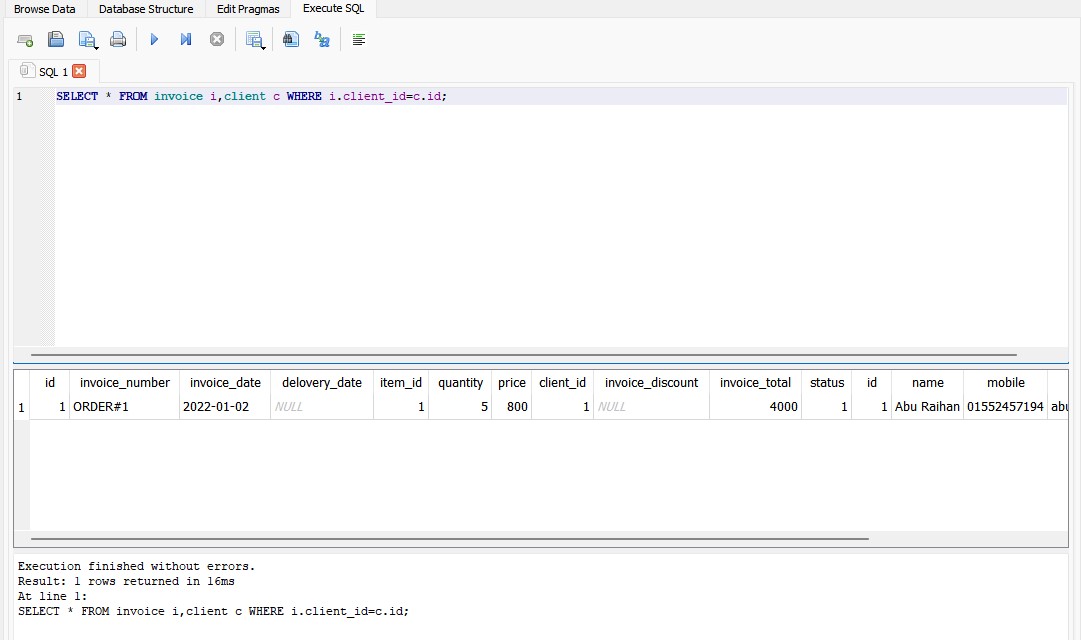 Browse Data Database Structure Edit Pragmas Execute SQL
SQL 1
1 SELECT * FROM invoice i,client c WHERE i.client_id=c.id;
id invoice_number invoice_date delovery_date item_id quantity price client_id invoice_discount invoice_total status id name mobile
1 1 ORDER#1 2022-01-02 NULL 1 5 800 1 NULL 4000 1 1 Abu Raihan 01552457194 abu
Execution finished without errors.
Result: 1 rows returned in 16ms
At line 1:
SELECT * FROM invoice i,client c WHERE i.client_id=c.id;